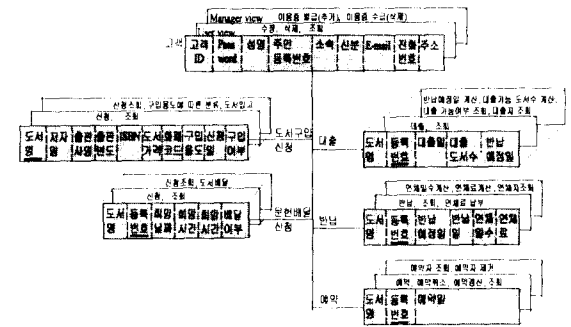 Manager view 이용증 발급(추가), 이용증 수급(삭제)
수정, 삭제, 조회
고객 ID Pass word 성명 주민 등록번호 소속 신분 E-mail 전화 번호 주소
신청조회, 구입용도에 따른 분류, 도서입고
신청, 조회
도서 명 저자 명 출판 사명 출판 년도 ISBN 도서 가격 화폐 코드 구입 용도 신청 일 구입 여부
도서구입 신청
대출
반납예정일 계산, 대출가능 도서수 계산,
대출 가능여부 조회, 대출자 조회
대출, 조회
도서 명 등록 번호 대출일 대출 도서수 반납 예정일
신청조회, 도서배달
신청, 조회
도서 명 등록 번호 희망 날짜 희망 시간 희망 시간 배달 여부
문헌배달 신청
반납
연체일수계산, 연체료계산, 연체자조회
반납, 조회, 연체료 납부
도서 명 등록 번호 반납 예정일 반납 일 연체 일수 연체 료
예약
예약자 조회, 예약자 제거
예약, 예약취소, 예약갱신, 조회
도서 명 등록 번호 예약일